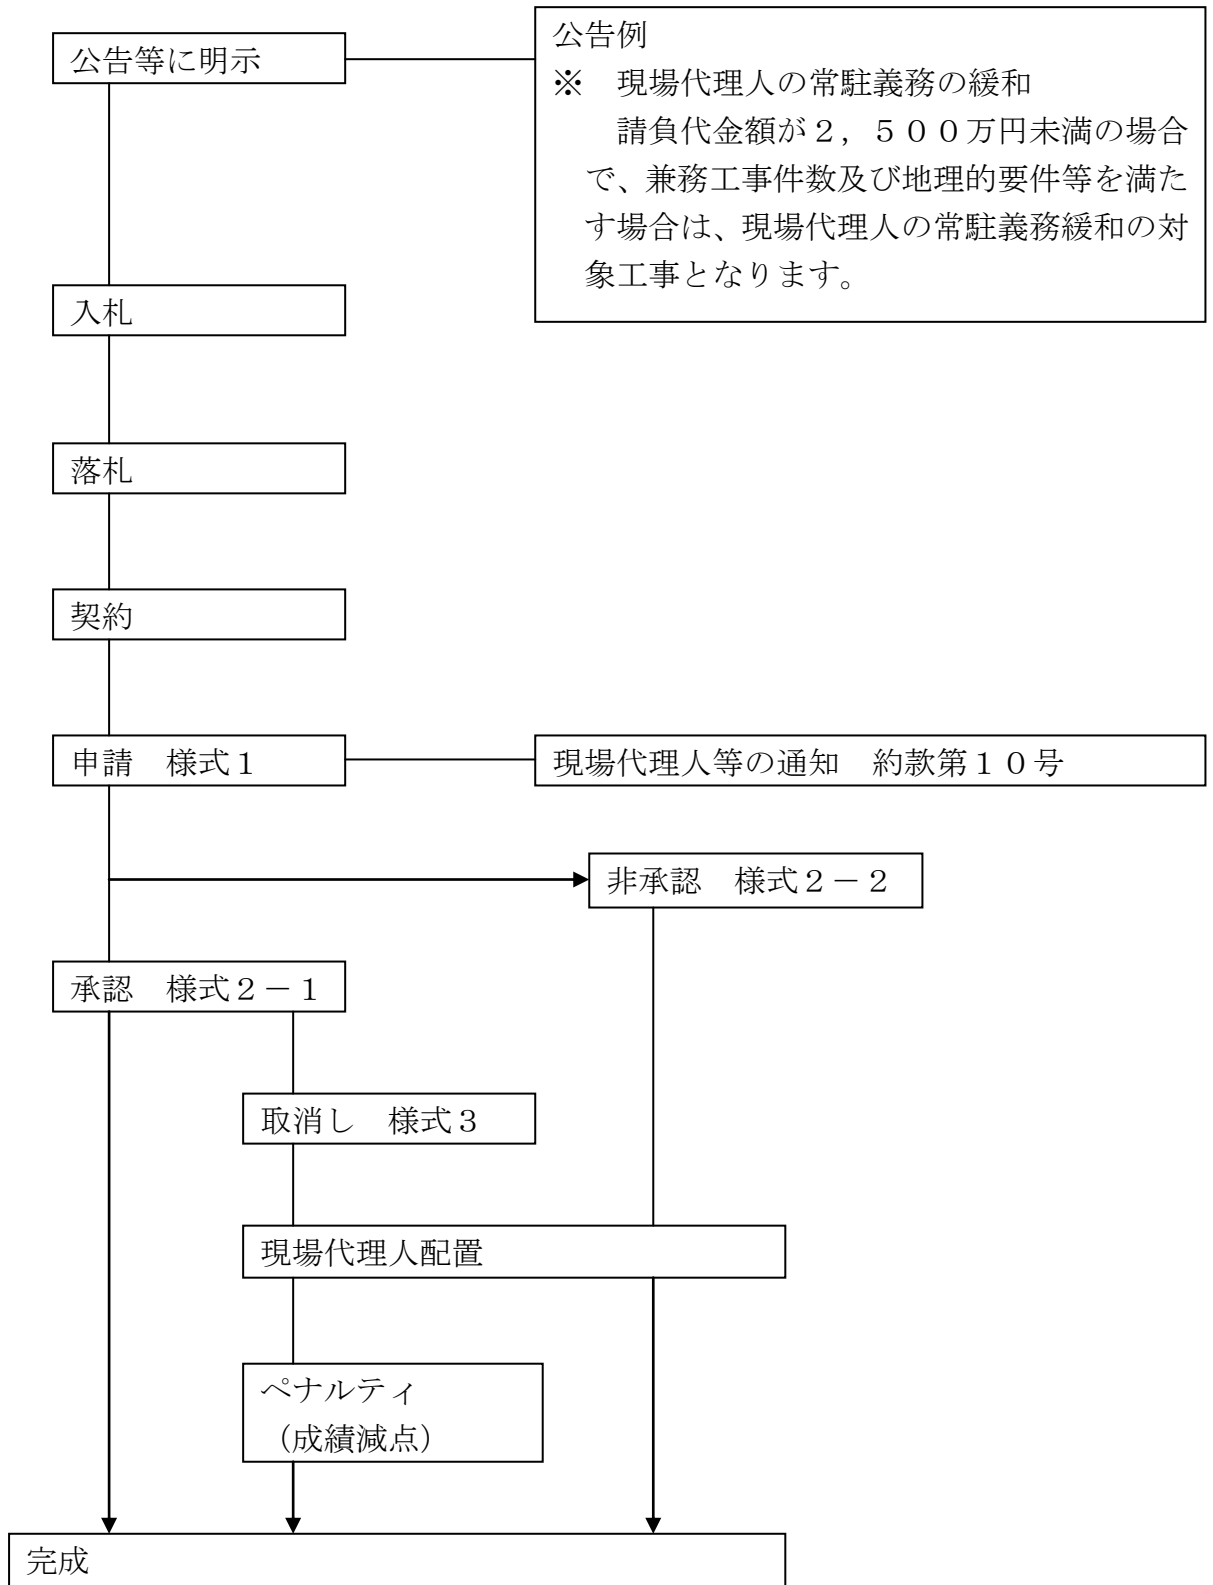 公告等に明示
公告例
※　現場代理人の常駐義務の緩和
請負代金額が２，５００万円未満の場合
で、兼務工事件数及び地理的要件等を満た
す場合は、現場代理人の常駐義務緩和の対
象工事となります。
入札
落札
契約
申請　様式１
現場代理人等の通知　約款第１０号
非承認　様式２－２
承認　様式２－１
取消し　様式３
現場代理人配置
ペナルティ
（成績減点）
完成